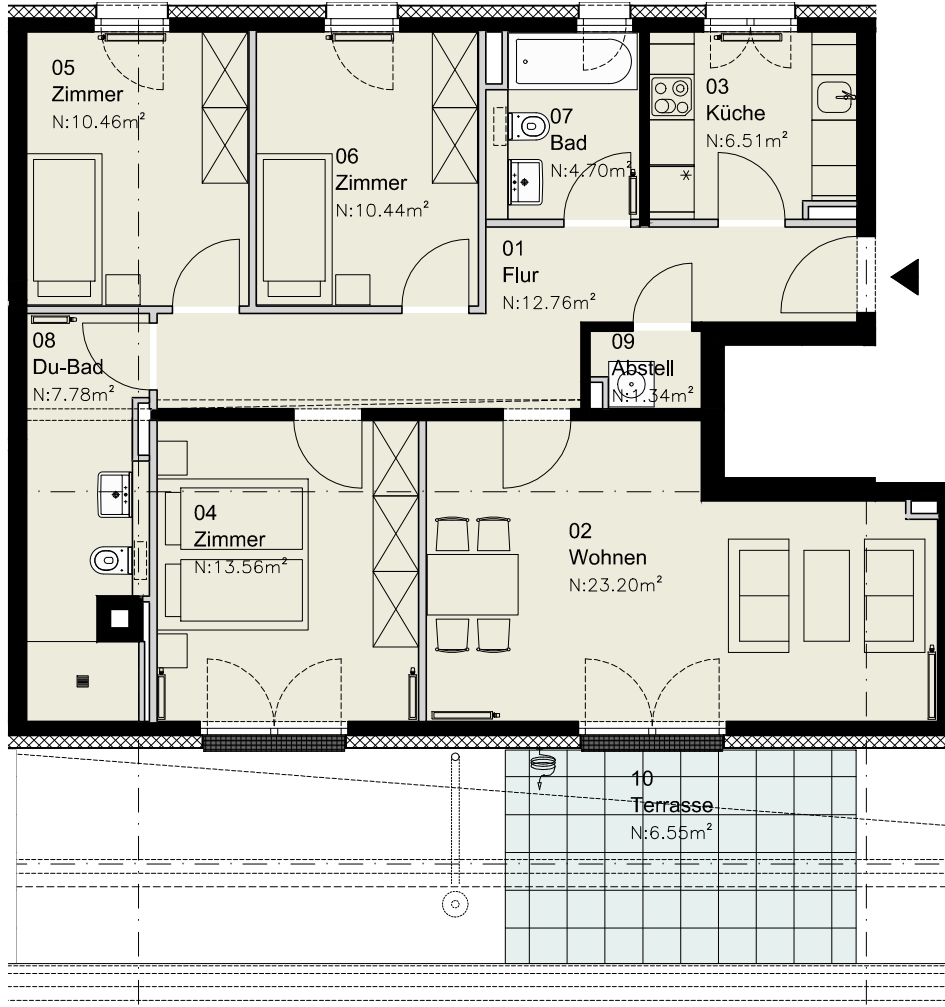 05
Zimmer
N:10.46m²
06
Zimmer
N:10.44m²
07
Bad
N:4.70m²
03
Küche
N:6.51m²
*
01
Flur
N:12.76m²
08
Du-Bad
N:7.78m²
09
Abstell
N:1.34m²
04
Zimmer
N:13.56m²
02
Wohnen
N:23.20m²
10
Terrasse
N:6.55m²